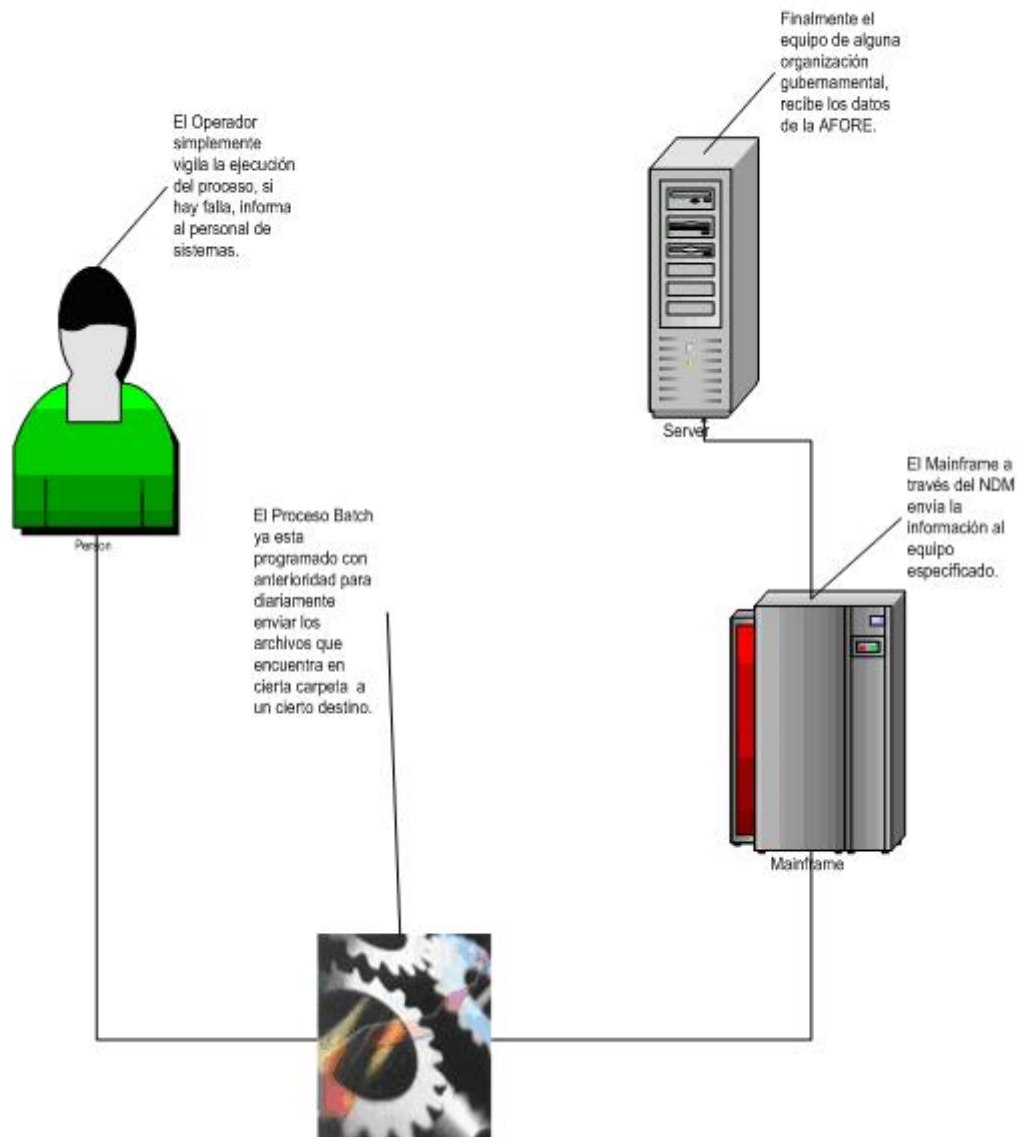 Finalmente el
equipo de alguna
organización
gubernamental,
recibe los datos
de la AFORE.
El Operador
simplemente
vigila la ejecución
del proceso, si
hay falla, informa
al personal de
sistemas.
Server
El Mainframe a
través del NDM
envía la
información al
equipo
especificado.
Person
El Proceso Batch
ya esta
programado con
anterioridad para
diariamente
enviar los
archivos que
encuentra en
cierta carpeta a
un cierto destino.
Mainframe